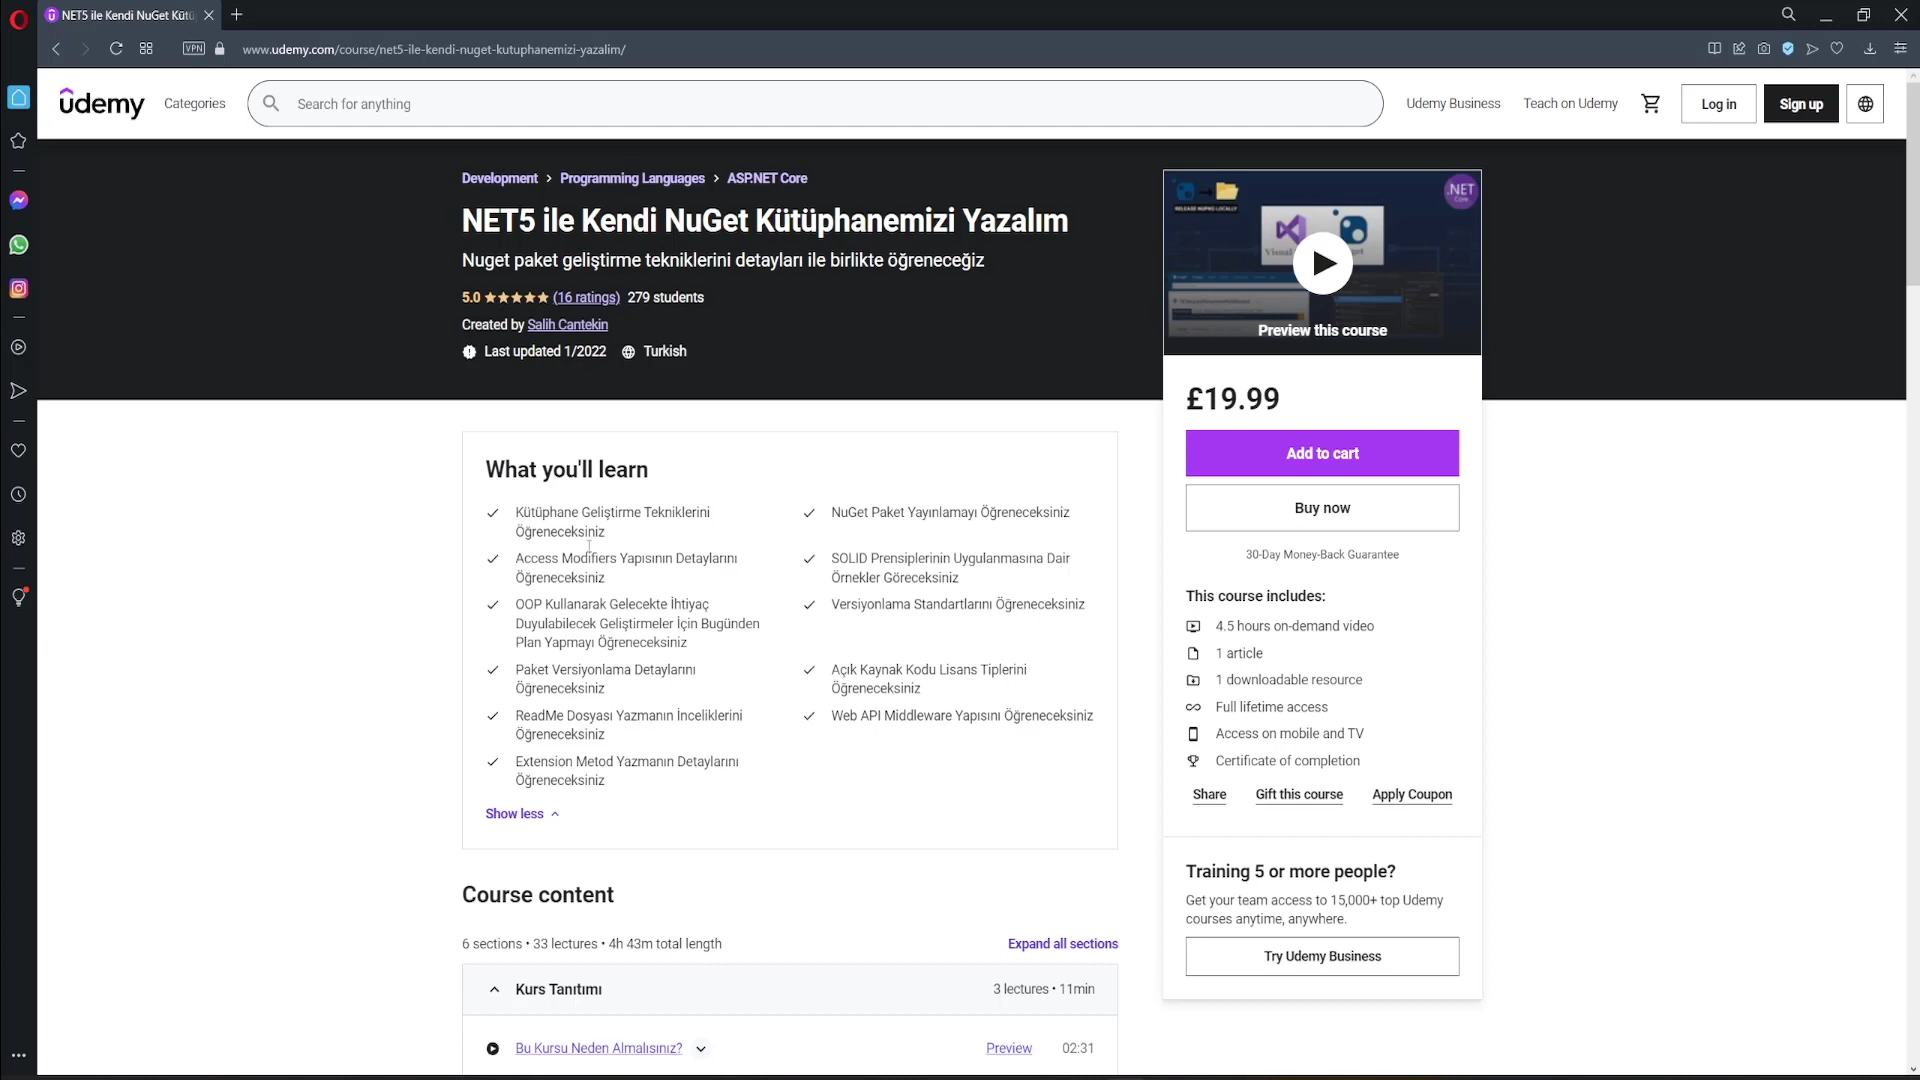 NET5 ile Kendi NuGet Kütü
VPN
www.udemy.com/course/net5-ile-kendi-nuget-kutuphanemizi-yazalim/
udemy
Categories
Search for anything
Udemy Business
Teach on Udemy
Log in
Sign up
Development > Programming Languages > ASP.NET Core
NET5 ile Kendi NuGet Kütüphanemizi Yazalım
Nuget paket geliştirme tekniklerini detayları ile birlikte öğreneceğiz
5.0 (16 ratings) 279 students
Created by Salih Cantekin
Last updated 1/2022 Turkish
.NET
Core
RELEASE NUPKG LOCALLY
Preview this course
£19.99
Add to cart
Buy now
30-Day Money-Back Guarantee
This course includes:
4.5 hours on-demand video
1 article
1 downloadable resource
Full lifetime access
Access on mobile and TV
Certificate of completion
Share
Gift this course
Apply Coupon
Training 5 or more people?
Get your team access to 15,000+ top Udemy
courses anytime, anywhere.
Try Udemy Business
What you'll learn
Kütüphane Geliştirme Tekniklerini
Öğreneceksiniz
NuGet Paket Yayınlamayı Öğreneceksiniz
Access Modifiers Yapısının Detaylarını
Öğreneceksiniz
SOLID Prensiplerinin Uygulanmasına Dair
Örnekler Göreceksiniz
OOP Kullanarak Gelecekte İhtiyaç
Duyulabilecek Geliştirmeler İçin Bugünden
Plan Yapmayı Öğreneceksiniz
Versiyonlama Standartlarını Öğreneceksiniz
Paket Versiyonlama Detaylarını
Öğreneceksiniz
Açık Kaynak Kodu Lisans Tiplerini
Öğreneceksiniz
ReadMe Dosyası Yazmanın İnceliklerini
Öğreneceksiniz
Web API Middleware Yapısını Öğreneceksiniz
Extension Metod Yazmanın Detaylarını
Öğreneceksiniz
Show less
Course content
6 sections • 33 lectures • 4h 43m total length
Expand all sections
Kurs Tanıtımı
3 lectures • 11min
Bu Kursu Neden Almalısınız?
Preview
02:31